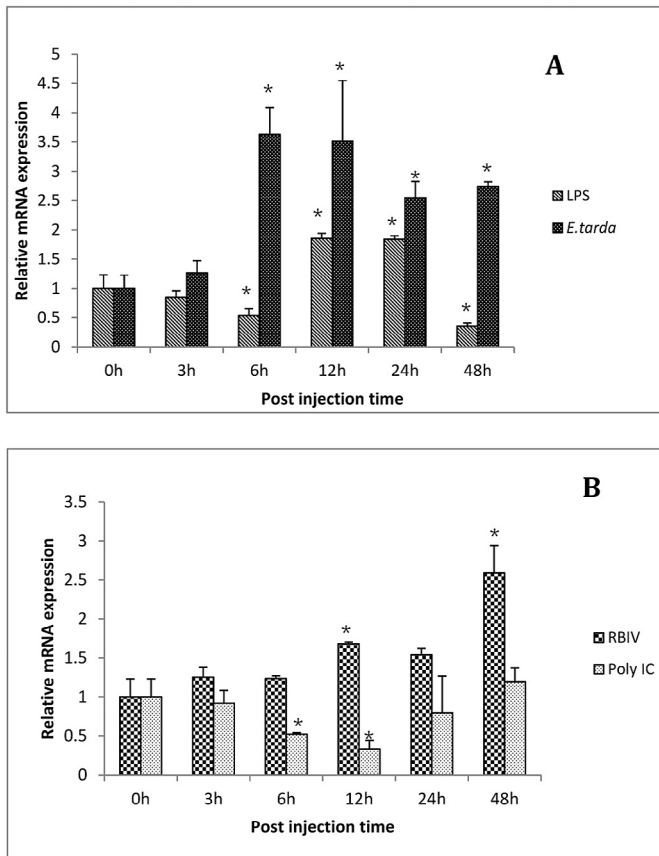 A
Relative mRNA expression
5
4.5
4
3.5
3
2.5
2
1.5
1
0.5
0
* * * * * * * *
0h 3h 6h 12h 24h 48h
Post injection time
LPS
E.tarda
B
Relative mRNA expression
3.5
3
2.5
2
1.5
1
0.5
0
* * * *
0h 3h 6h 12h 24h 48h
Post injection time
RBIV
Poly IC